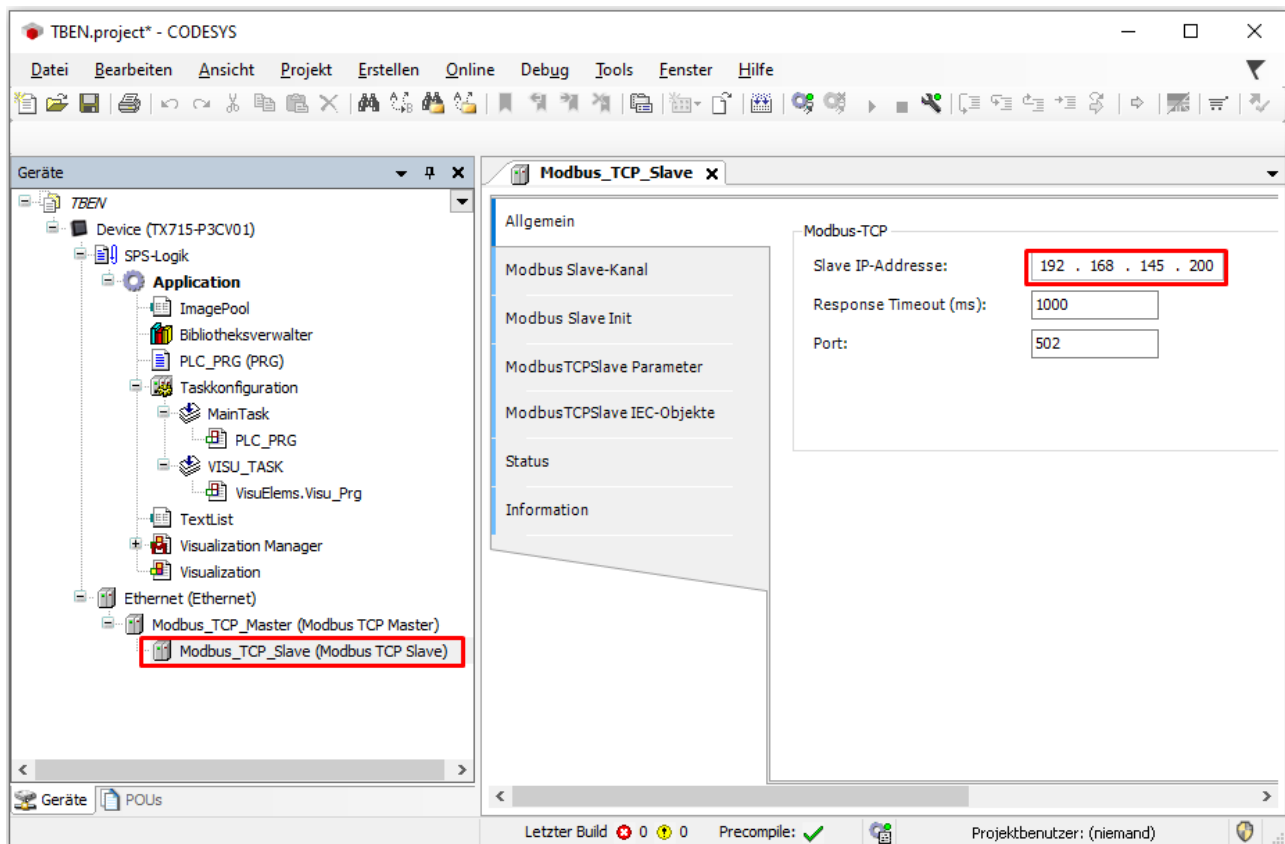 TBEN.project* - CODESYS
Datei Bearbeiten Ansicht Projekt Erstellen Online Debug Tools Fenster Hilfe
Geräte
TBEN
Device (TX715-P3CV01)
SPS-Logik
Application
ImagePool
Bibliotheksverwalter
PLC_PRG (PRG)
Taskkonfiguration
MainTask
PLC_PRG
VISU_TASK
VisuElems.Visu_Prg
TextList
Visualization Manager
Visualization
Ethernet (Ethernet)
Modbus_TCP_Master (Modbus TCP Master)
Modbus_TCP_Slave (Modbus TCP Slave)
Geräte POUs
Modbus_TCP_Slave
Allgemein
Modbus Slave-Kanal
Modbus Slave Init
ModbusTCPSlave Parameter
ModbusTCPSlave IEC-Objekte
Status
Information
Modbus-TCP
Slave IP-Addresse: 192 . 168 . 145 . 200
Response Timeout (ms): 1000
Port: 502
Letzter Build 0 0 Precompile: Projektbenutzer: (niemand)